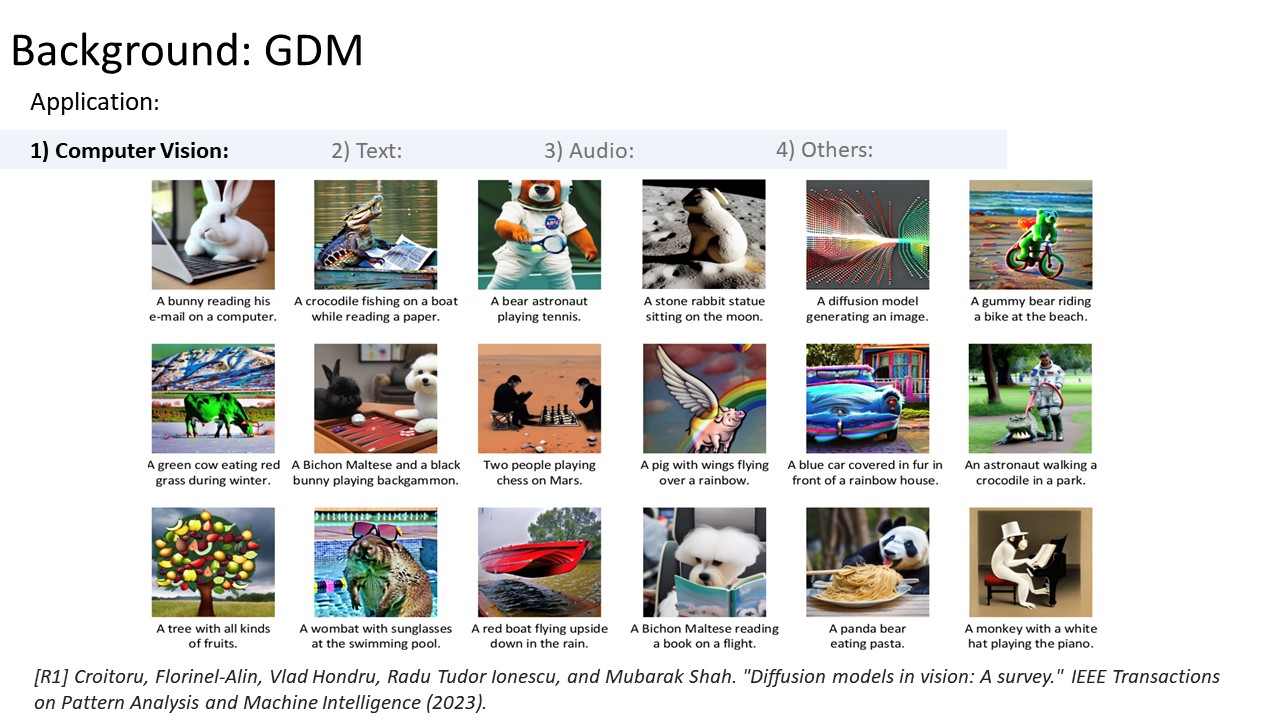 Background: GDM
Application:
1) Computer Vision:
2) Text:
3) Audio:
4) Others:
A bunny reading his
e-mail on a computer.
A crocodile fishing on a boat
while reading a paper.
A bear astronaut
playing tennis.
A stone rabbit statue
sitting on the moon.
A diffusion model
generating an image.
A gummy bear riding
a bike at the beach.
A green cow eating red
grass during winter.
A Bichon Maltese and a black
bunny playing backgammon.
Two people playing
chess on Mars.
A pig with wings flying
over a rainbow.
A blue car covered in fur in
front of a rainbow house.
An astronaut walking a
crocodile in a park.
A tree with all kinds
of fruits.
A wombat with sunglasses
at the swimming pool.
A red boat flying upside
down in the rain.
A Bichon Maltese reading
a book on a flight.
A panda bear
eating pasta.
A monkey with a white
hat playing the piano.
[R1] Croitoru, Florinel-Alin, Vlad Hondru, Radu Tudor Ionescu, and Mubarak Shah. "Diffusion models in vision: A survey." IEEE Transactions
on Pattern Analysis and Machine Intelligence (2023).